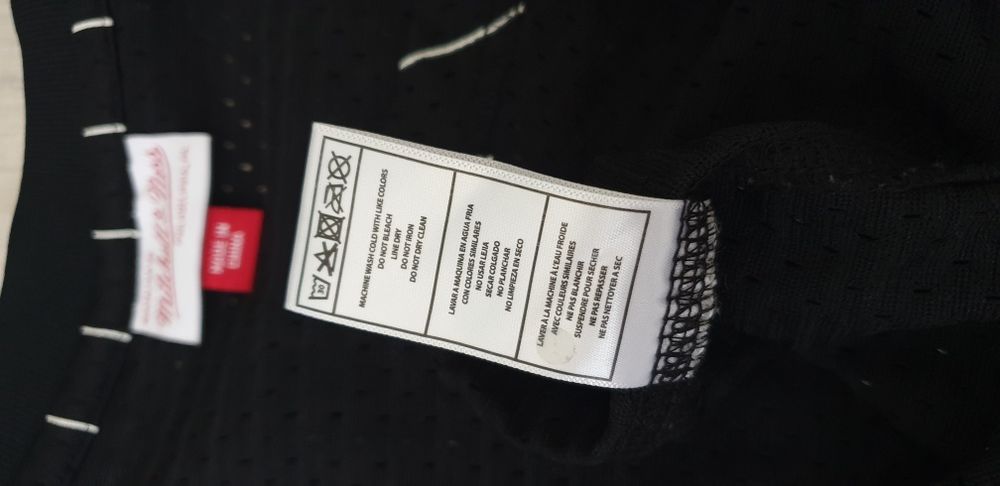 Mitchell & Ness
MADE IN
CHINA
30
MACHINE WASH COLD WITH LIKE COLORS
DO NOT BLEACH
LINE DRY
DO NOT IRON
DO NOT DRY CLEAN
LAVAR A MAQUINA EN AGUA FRIA
CON COLORES SIMILARES
NO USAR LEJIA
SECAR COLGADO
NO PLANCHAR
NO LIMPIEZA EN SECO
LAVER À LA MACHINE À L'EAU FROIDE
AVEC COULEURS SIMILAIRES
NE PAS BLANCHIR
SUSPENDRE POUR SECHER
NE PAS REPASSER
NE PAS NETTOYER A SEC